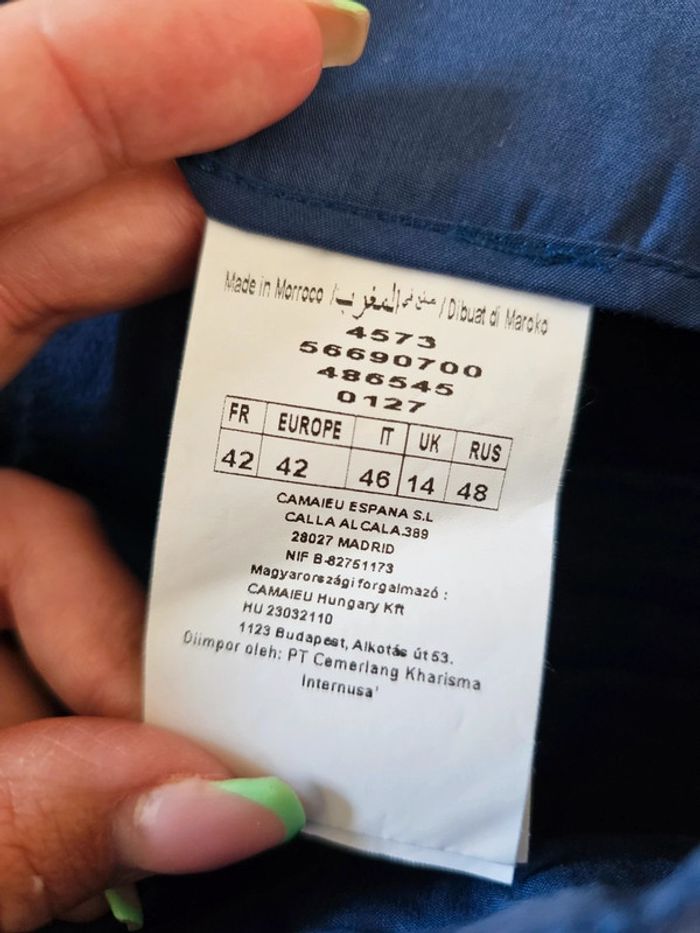 Made in Morroco / صنع في المغرب / Dibuat di Maroko
4573
56690700
486545
0127
FR EUROPE IT UK RUS
42 42 46 14 48
CAMAIEU ESPANA S.L
CALLA ALCALA.389
28027 MADRID
NIF B-82751173
Magyarországi forgalmazó :
CAMAIEU Hungary Kft
HU 23032110
1123 Budapest, Alkotás út 53.
Diimpor oleh: PT Cemerlang Kharisma
Internusa'